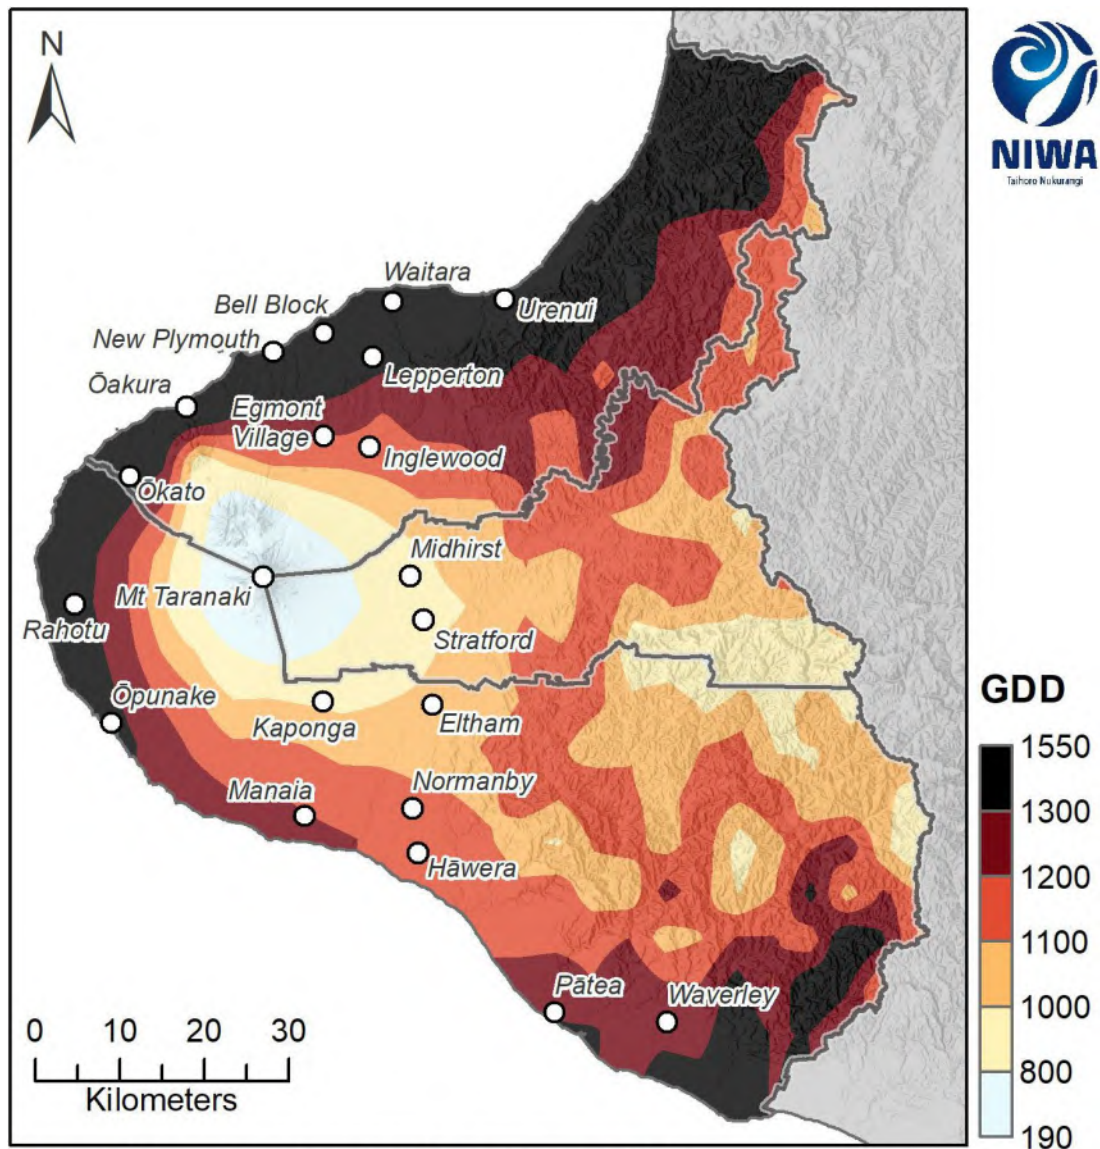 N
NIWA
Taihoro Nukurangi
Waitara
Bell Block
Urenui
New Plymouth
Lepperton
Ōakura
Egmont
Village
Inglewood
Ōkato
Midhirst
Mt Taranaki
Rahotu
Stratford
Ōpunake
Kaponga
Eltham
Manaia
Normanby
Hāwera
Pātea
Waverley
0 10 20 30
Kilometers
GDD
1550
1300
1200
1100
1000
800
190